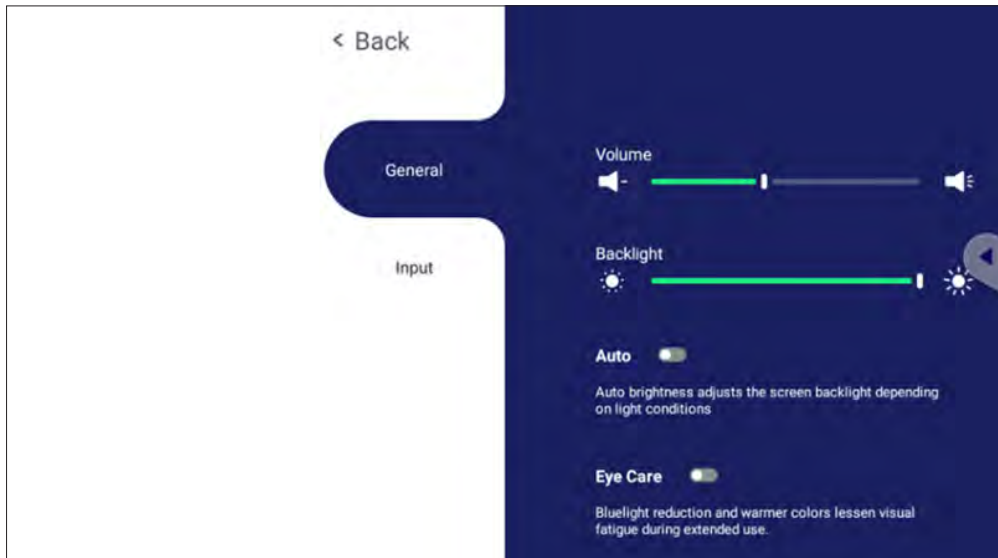 < Back
General
Input
Volume
Backlight
Auto
Auto brightness adjusts the screen backlight depending
on light conditions
Eye Care
Bluelight reduction and warmer colors lessen visual
fatigue during extended use.